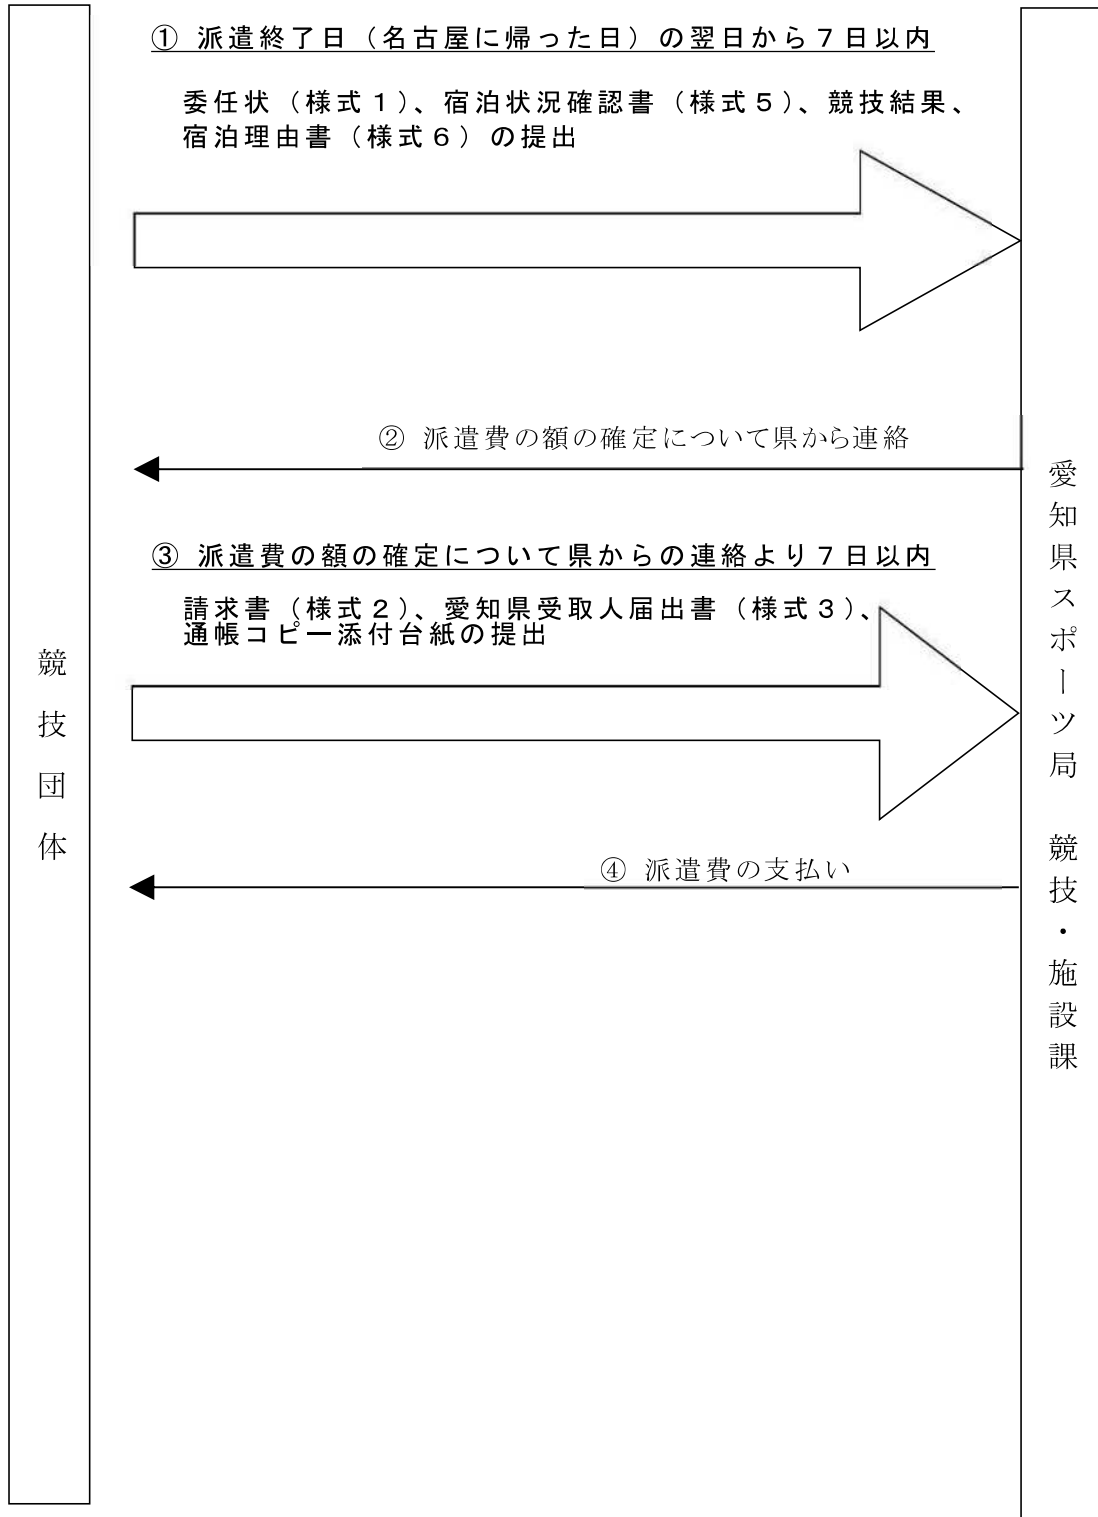 ① 派遣終了日（名古屋に帰った日）の翌日から７日以内
委任状（様式１）、宿泊状況確認書（様式５）、競技結果、
宿泊理由書（様式６）の提出
② 派遣費の額の確定について県から連絡
③ 派遣費の額の確定について県からの連絡より７日以内
請求書（様式２）、愛知県受取人届出書（様式３）、
通帳コピー添付台紙の提出
④ 派遣費の支払い
競技団体
愛知県スポーツ局　競技・施設課